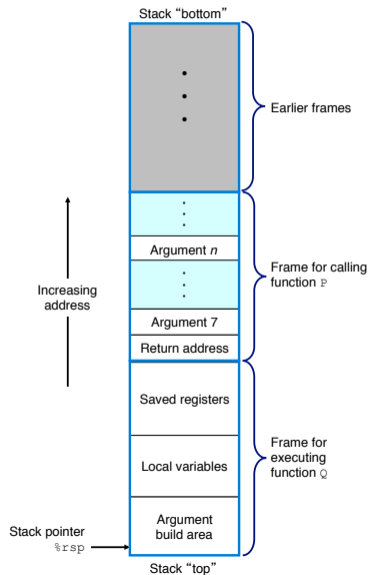 Stack “bottom”
Earlier frames
Increasing
address
Argument n
Frame for calling
function P
Argument 7
Return address
Saved registers
Local variables
Frame for
executing
function Q
Argument
build area
Stack pointer
%rsp
Stack “top”